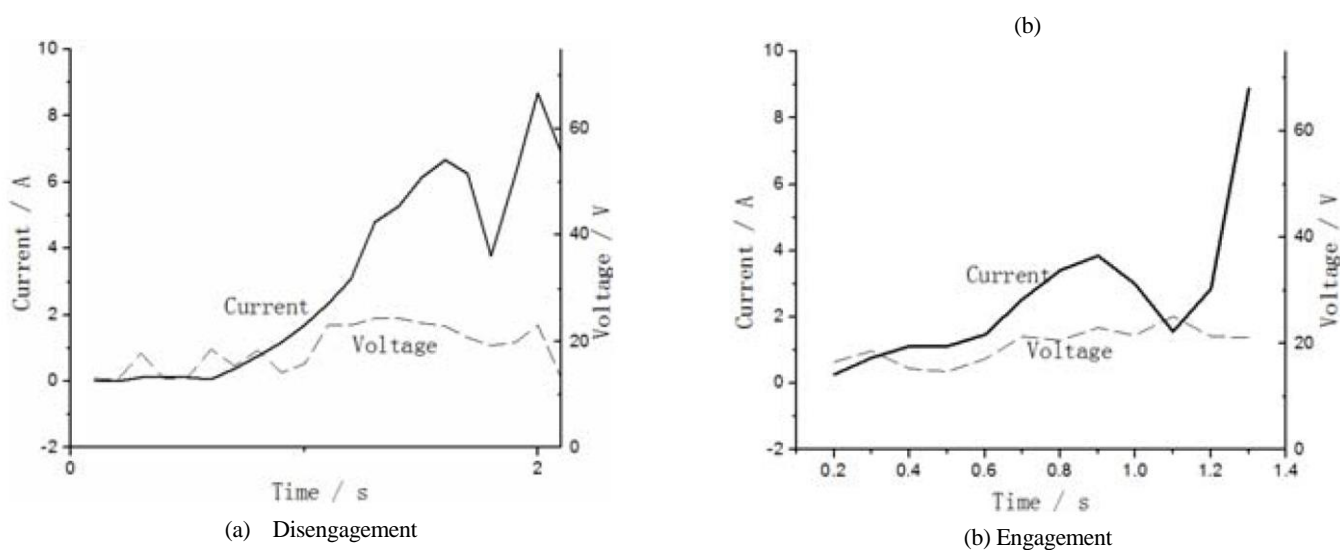 (b)
10
8
6
4
2
0
-2
Current / A
60
40
20
0
Voltage / V
Current
Voltage
0
2
Time / s
(a) Disengagement
10
8
6
4
2
0
-2
Current / A
60
40
20
0
Voltage / V
Current
Voltage
0.2
0.4
0.6
0.8
1.0
1.2
1.4
Time / s
(b) Engagement